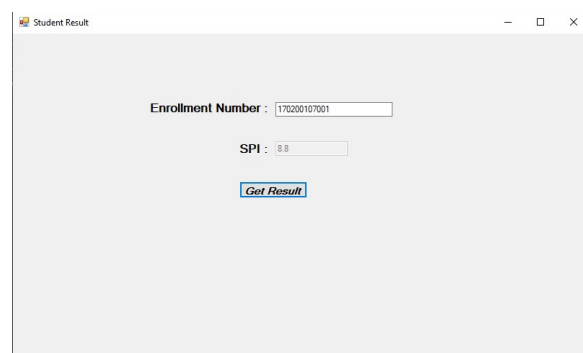 Student Result
Enrollment Number : 170200107001
SPI : 8.8
Get Result